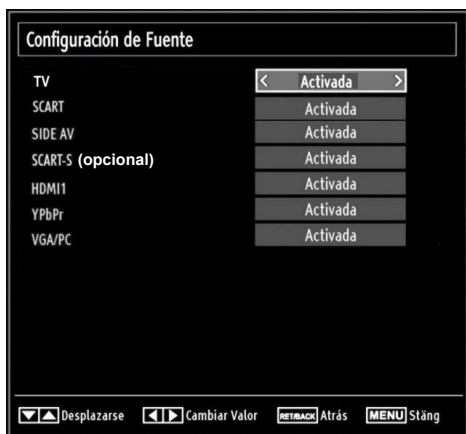 Configuración de Fuente
TV < Activada >
SCART Activada
SIDE AV Activada
SCART-S (opcional) Activada
HDMI1 Activada
YPbPr Activada
VGA/PC Activada
Desplazarse Cambiar Valor RET/BACK Atrás MENU Stäng